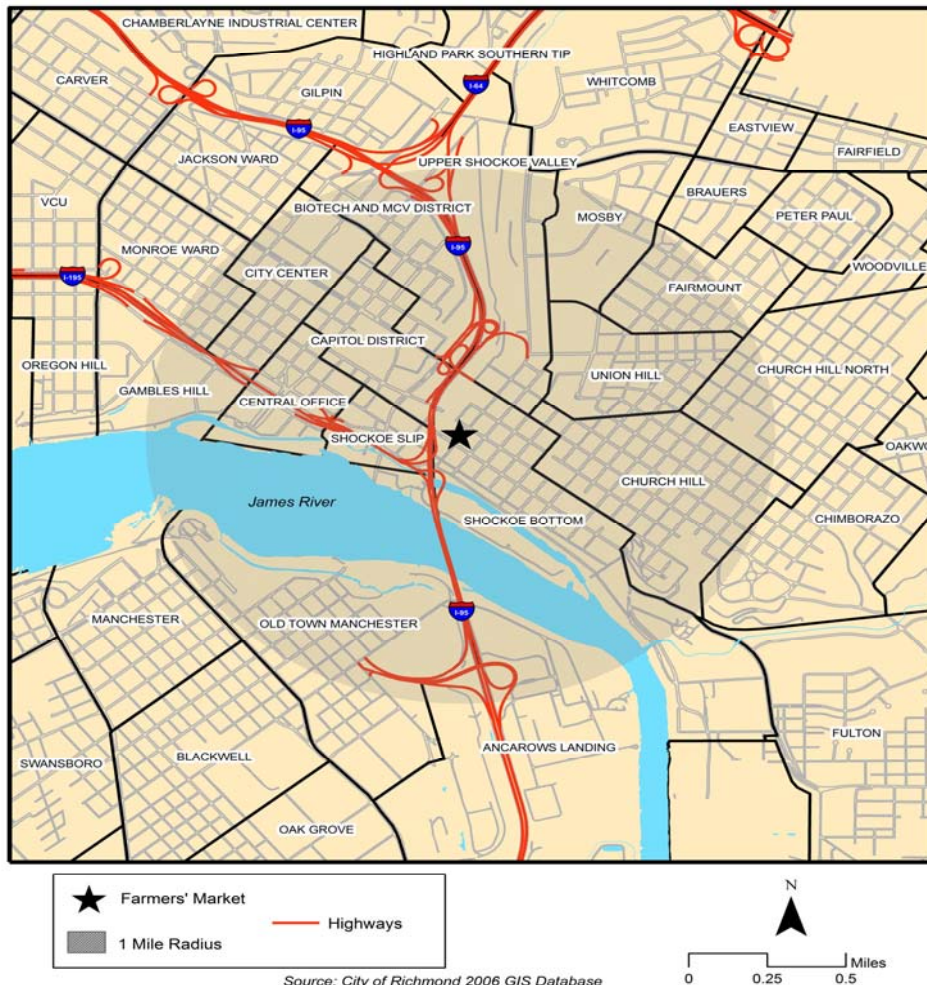 CHAMBERLAYNE INDUSTRIAL CENTER
HIGHLAND PARK SOUTHERN TIP
CARVER
GILPIN
I-64
WHITCOMB
I-95
EASTVIEW
FAIRFIELD
JACKSON WARD
UPPER SHOCKOE VALLEY
BRAUERS
VCU
BIOTECH AND MCV DISTRICT
MOSBY
PETER PAUL
MONROE WARD
I-95
WOODVILLE
I-195
CITY CENTER
FAIRMOUNT
CAPITOL DISTRICT
OREGON HILL
UNION HILL
CHURCH HILL NORTH
GAMBLES HILL
CENTRAL OFFICE
SHOCKOE SLIP
OAKWO
CHURCH HILL
James River
SHOCKOE BOTTOM
CHIMBORAZO
I-95
MANCHESTER
OLD TOWN MANCHESTER
FULTON
ANCAROWS LANDING
BLACKWELL
SWANSBORO
OAK GROVE
Farmers' Market
Highways
1 Mile Radius
N
Miles
0 0.25 0.5
Source: City of Richmond 2006 GIS Database